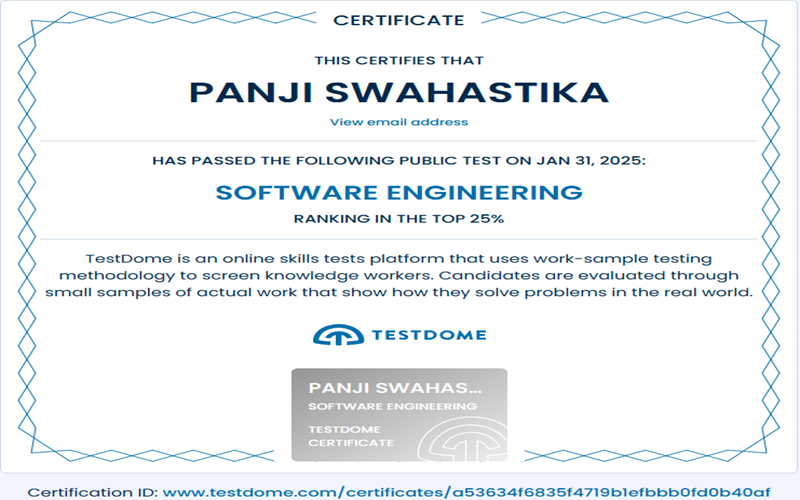 CERTIFICATE
THIS CERTIFIES THAT
PANJI SWAHASTIKA
View email address
HAS PASSED THE FOLLOWING PUBLIC TEST ON JAN 31, 2025:
SOFTWARE ENGINEERING
RANKING IN THE TOP 25%
TestDome is an online skills tests platform that uses work-sample testing
methodology to screen knowledge workers. Candidates are evaluated through
small samples of actual work that show how they solve problems in the real world.
TESTDOME
PANJI SWAHAS...
SOFTWARE ENGINEERING
TESTDOME
CERTIFICATE
Certification ID: www.testdome.com/certificates/a53634f6835f4719b1efbbb0fd0b40af